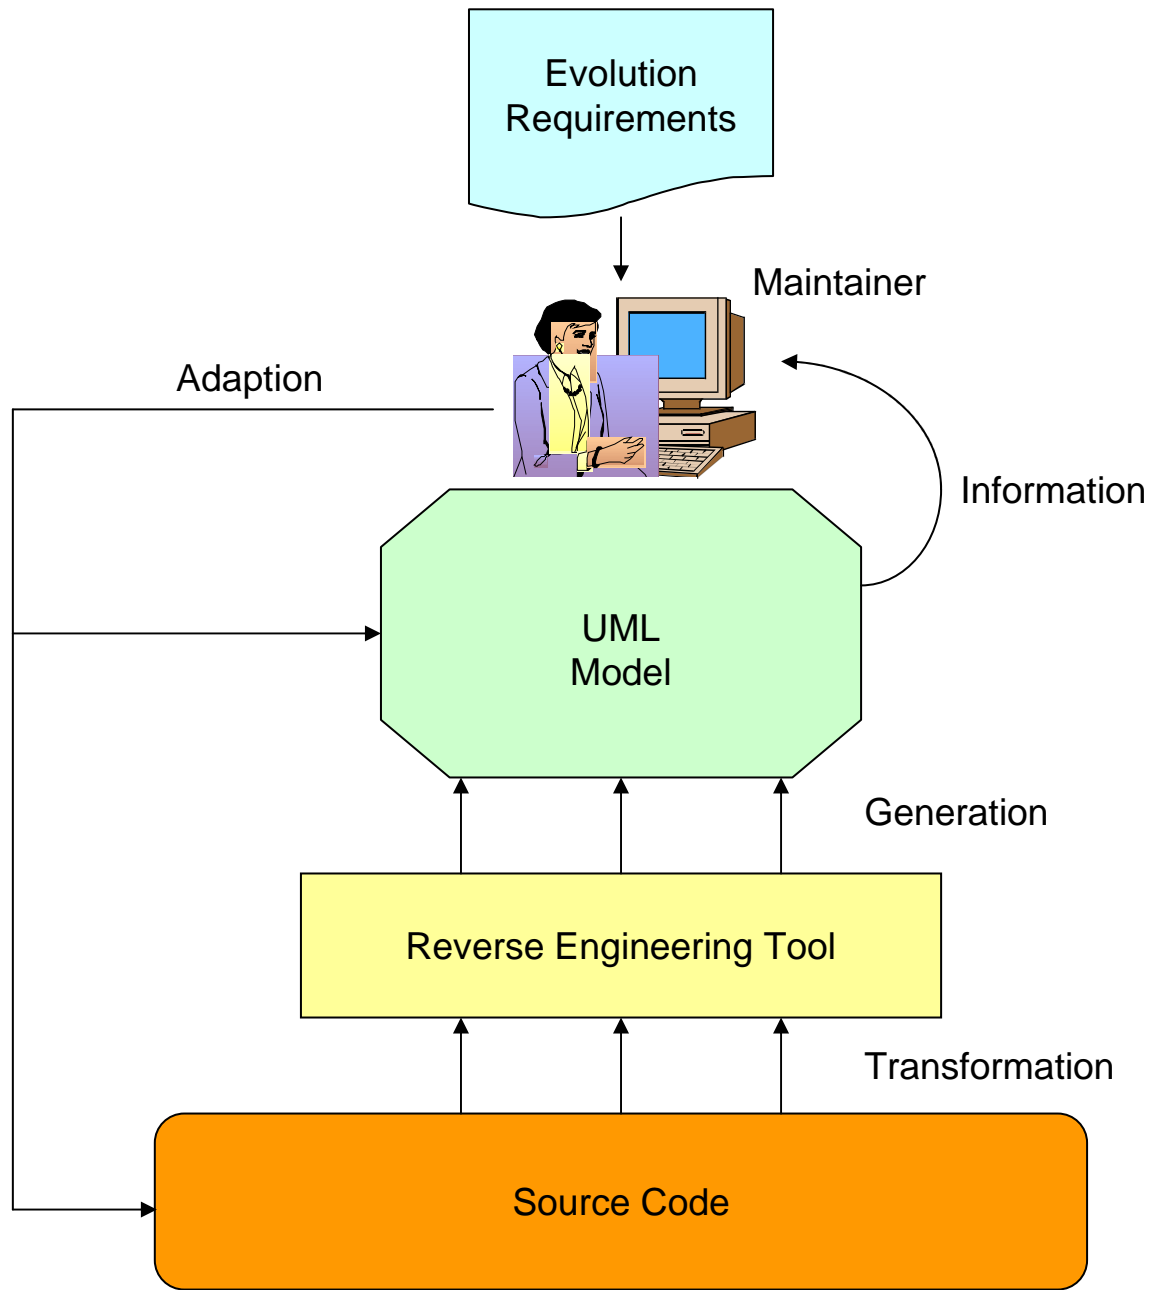 Evolution
Requirements
Maintainer
Adaption
Information
UML
Model
Generation
Reverse Engineering Tool
Transformation
Source Code